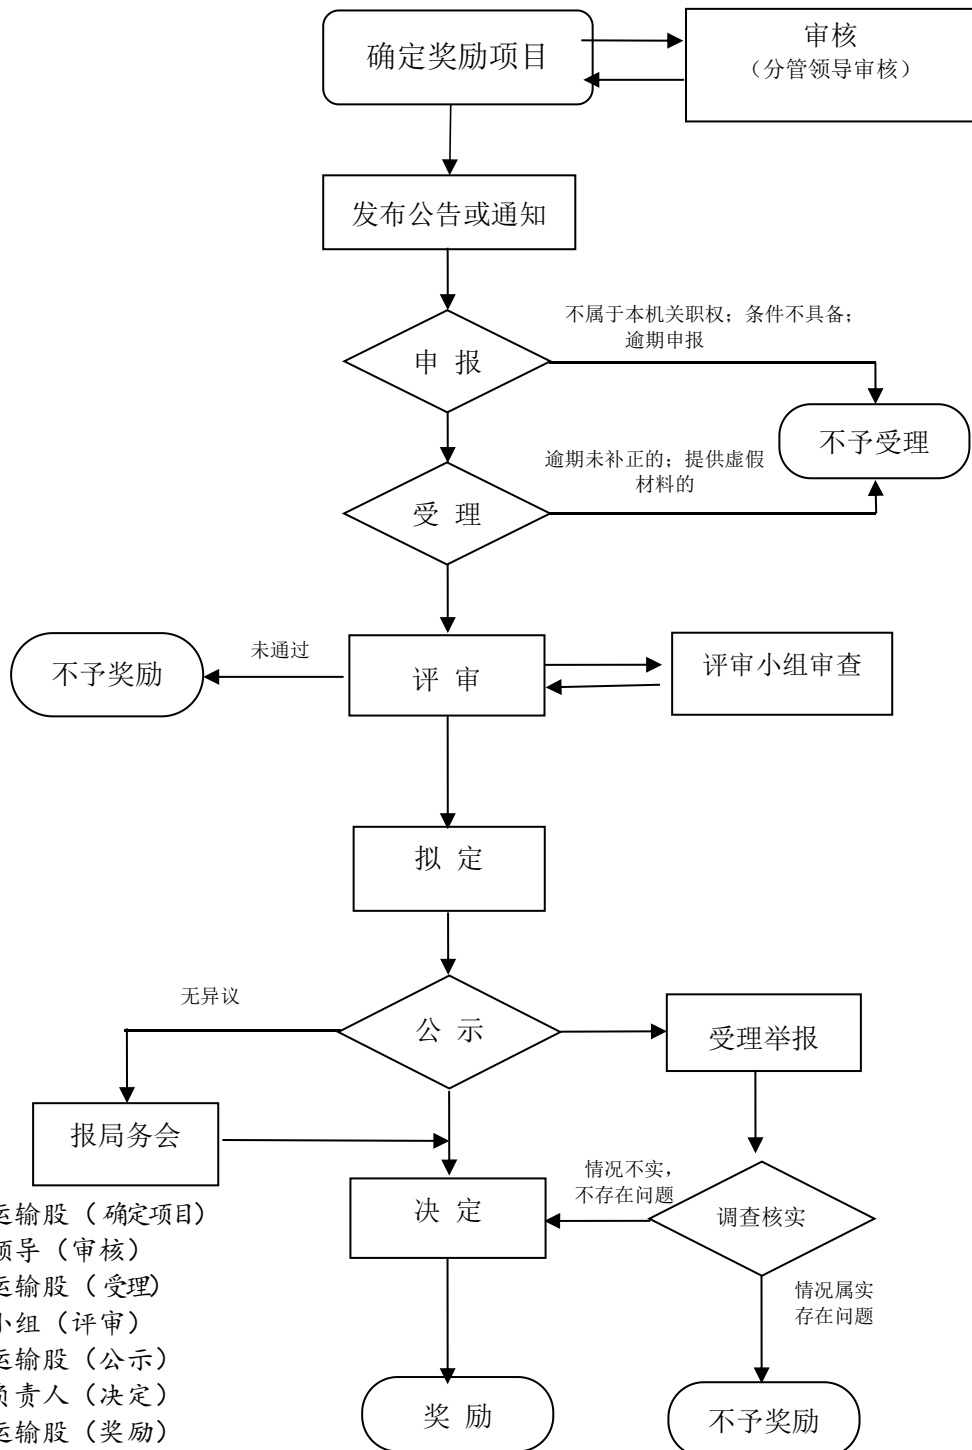 确定奖励项目
审核
（分管领导审核）
发布公告或通知
不属于本机关职权；条件不具备；
逾期申报
申 报
不予受理
逾期未补正的；提供虚假
材料的
受 理
未通过
不予奖励
评 审
评审小组审查
拟 定
无异议
公 示
受理举报
报局务会
情况不实，
不存在问题
决 定
调查核实
情况属实
存在问题
奖 励
不予奖励
运输股（确定项目）
领导（审核）
运输股（受理）
小组（评审）
运输股（公示）
负责人（决定）
运输股（奖励）